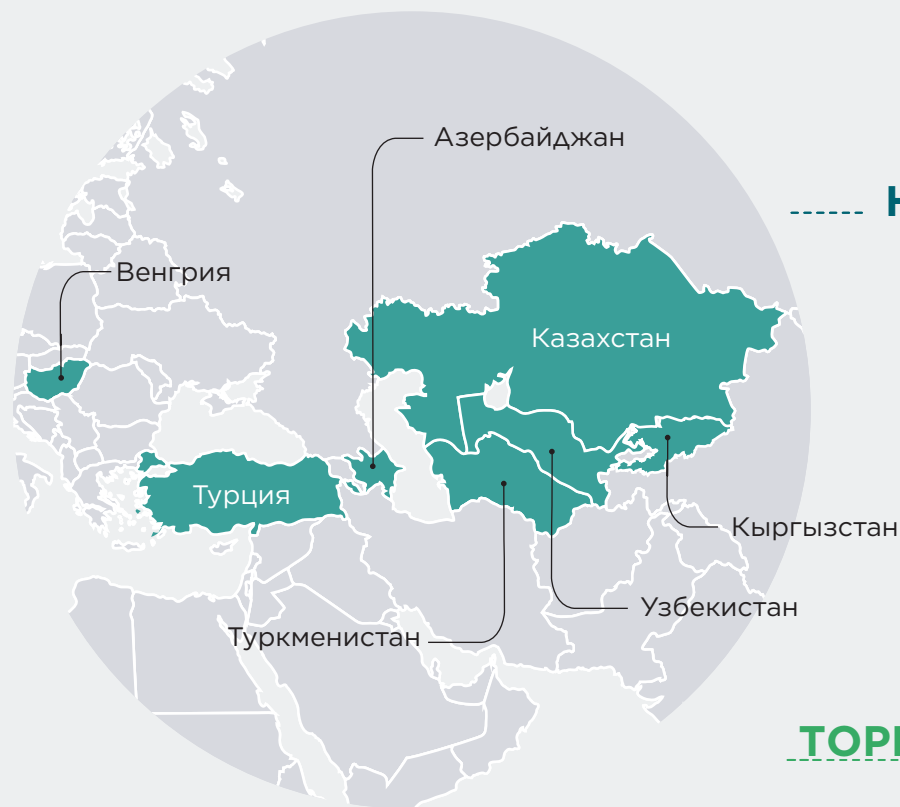 Азербайджан
Венгрия
Казахстан
Турция
Кыргызстан
Узбекистан
Туркменистан